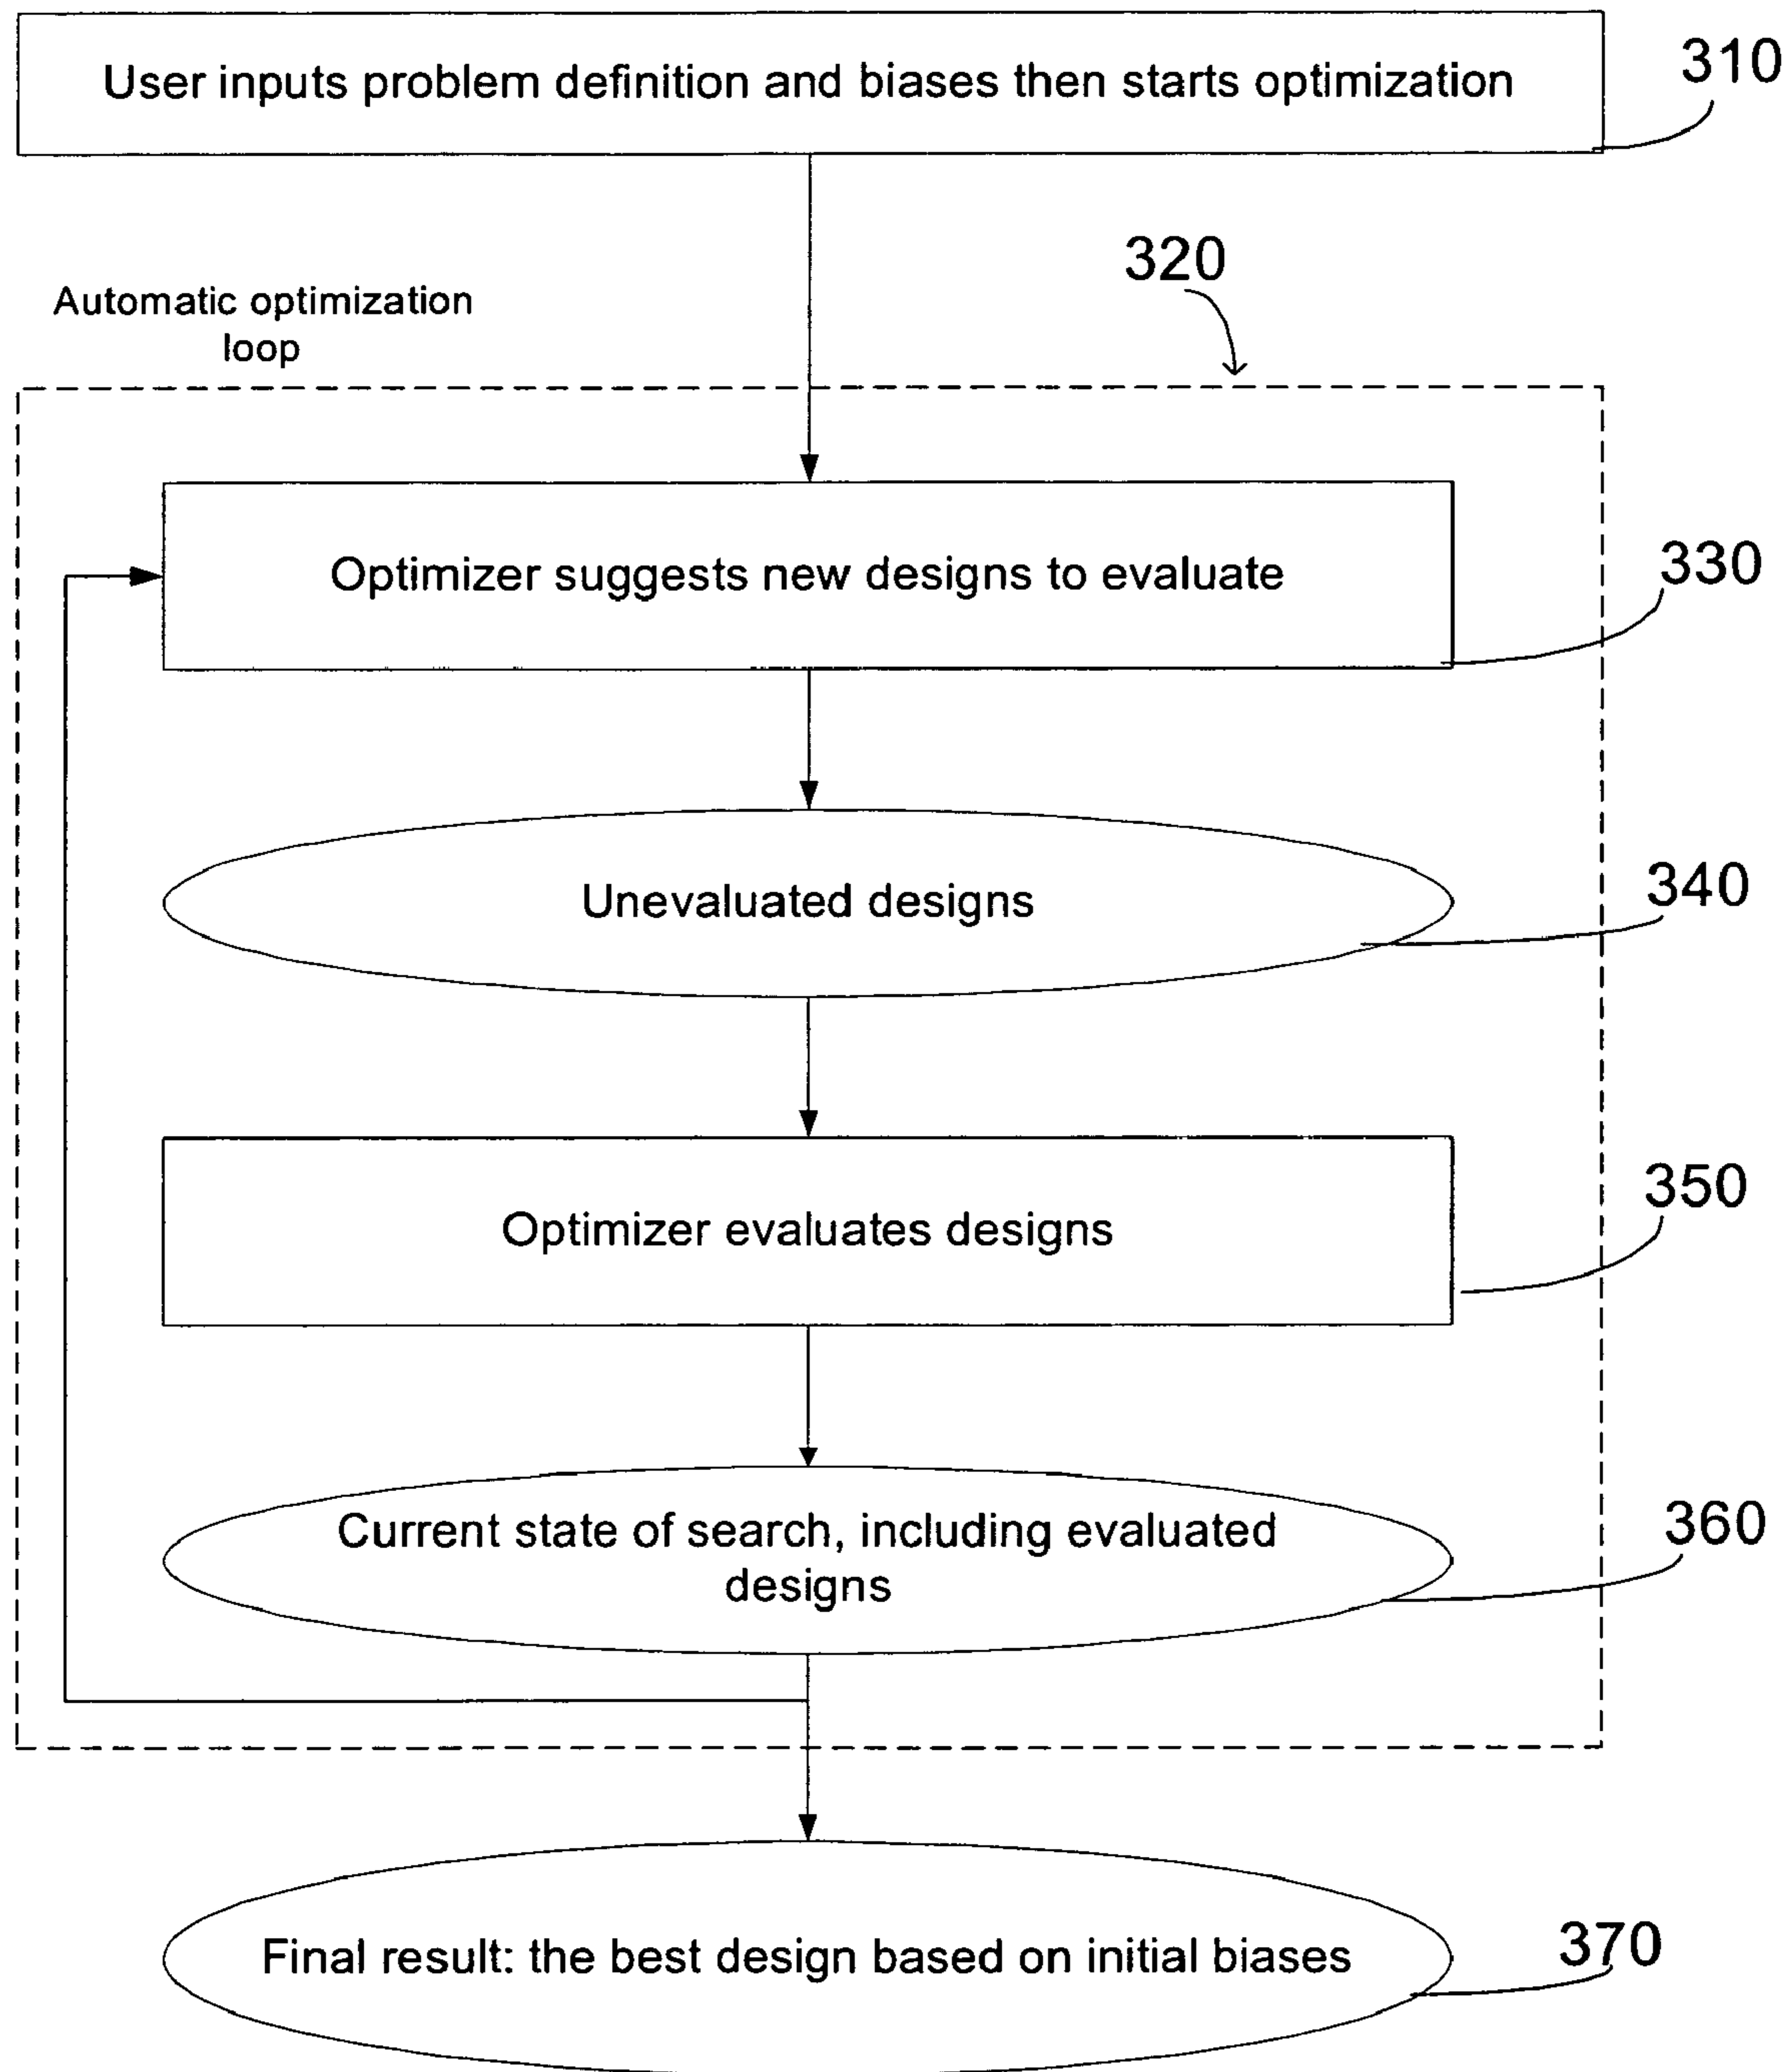 User inputs problem definition and biases then starts optimization
310
320
Automatic optimization
loop
Optimizer suggests new designs to evaluate
330
Unevaluated designs
340
Optimizer evaluates designs
350
Current state of search, including evaluated
designs
360
Final result: the best design based on initial biases
370